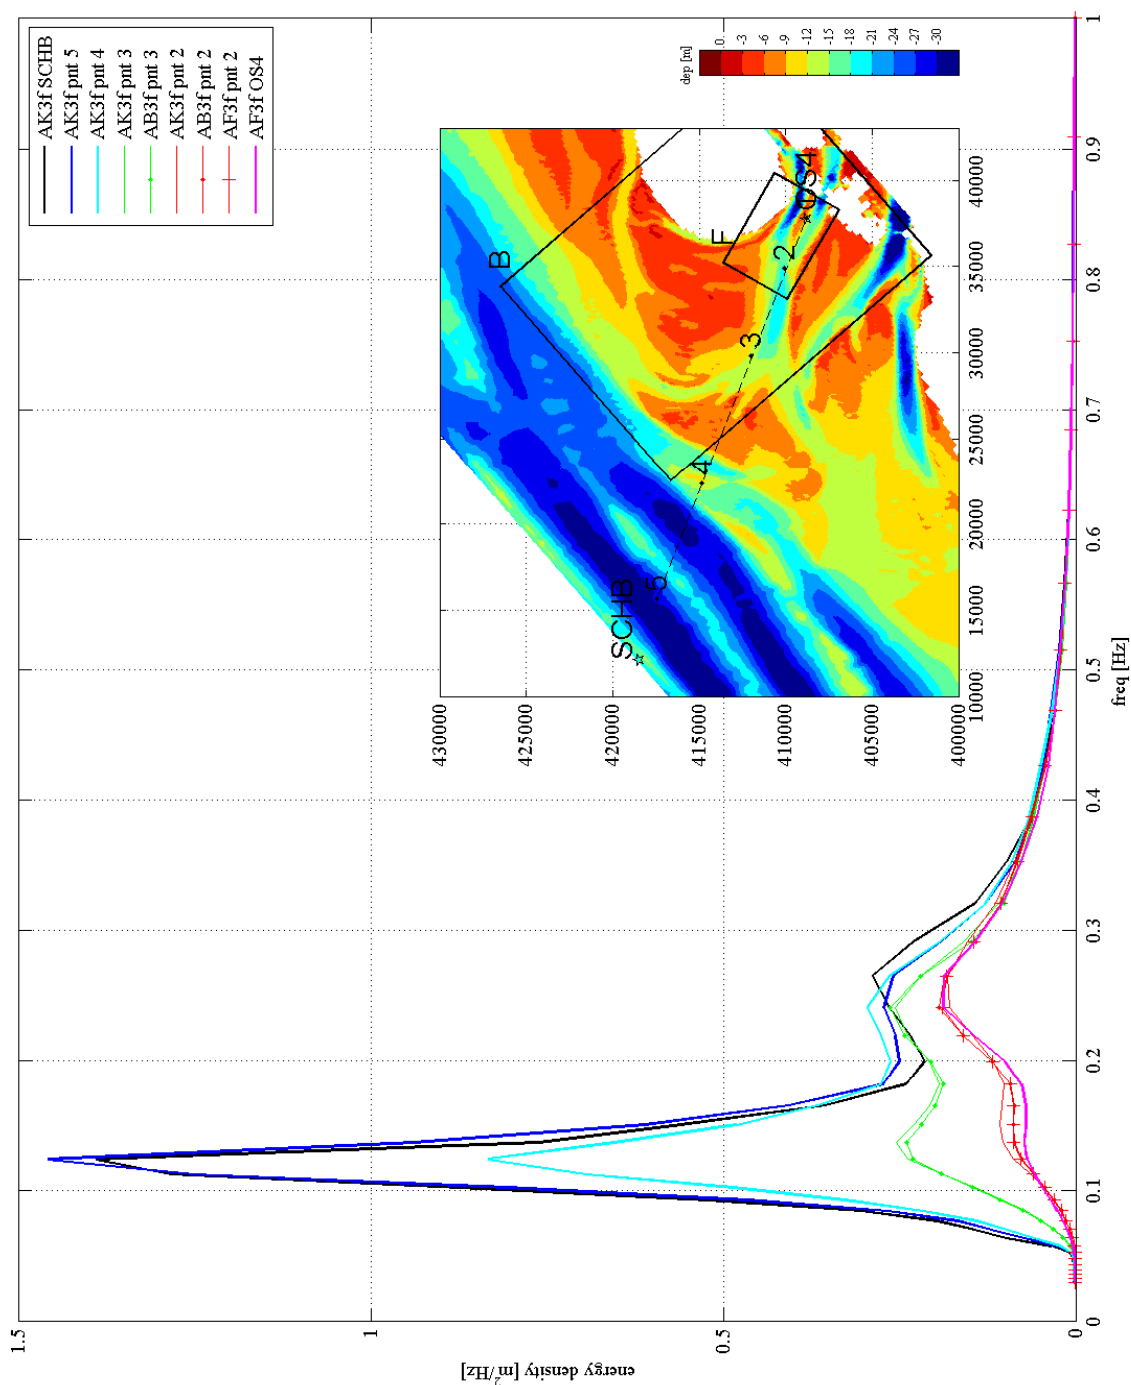 AK3f SCHB
AK3f pnt 5
AK3f pnt 4
AK3f pnt 3
AB3f pnt 3
AK3f pnt 2
AB3f pnt 2
AF3f pnt 2
AF3f OS4
1.5
1
0.5
0
energy density [m²/Hz]
0
0.1
0.2
0.3
0.4
0.5
0.6
0.7
0.8
0.9
1
freq [Hz]
430000
425000
420000
415000
410000
405000
400000
10000
15000
20000
25000
30000
35000
40000
SCHB
5
4
3
2
OS4
B
F
dep [m]
0.
-3
-6
-9
-12
-15
-18
-21
-24
-27
-30